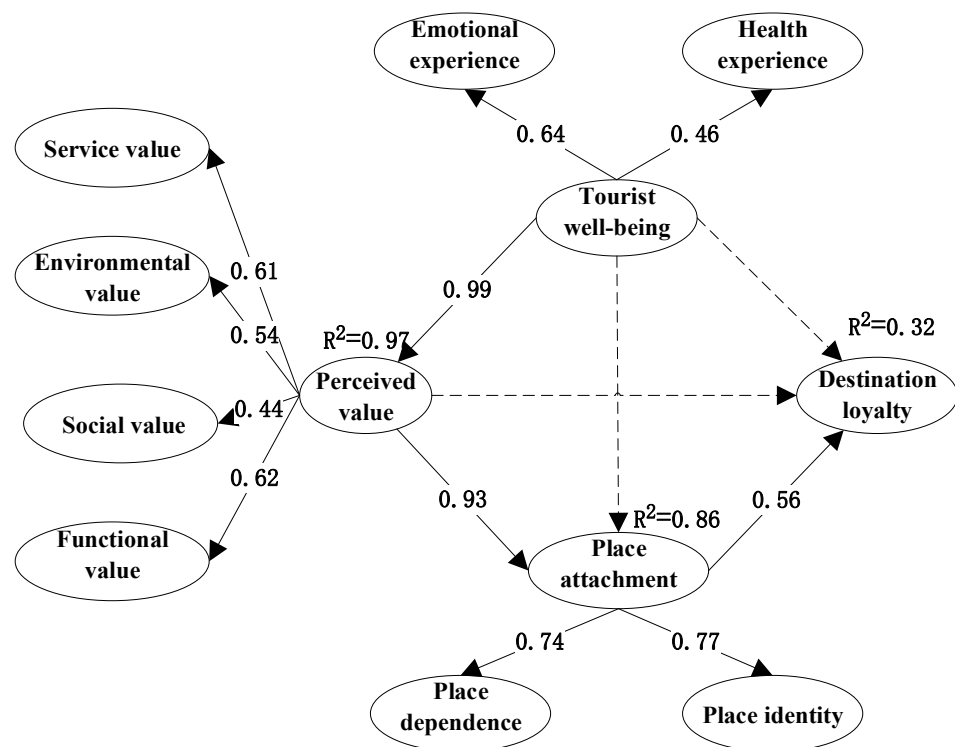 Emotional
experience
Health
experience
0.64
0.46
Service value
Tourist
well-being
Environmental
value
0.61
0.99
0.54
R²=0.97
R²=0.32
Perceived
value
Destination
loyalty
Social value
0.44
0.62
0.93
0.56
R²=0.86
Functional
value
Place
attachment
0.74
0.77
Place
dependence
Place identity